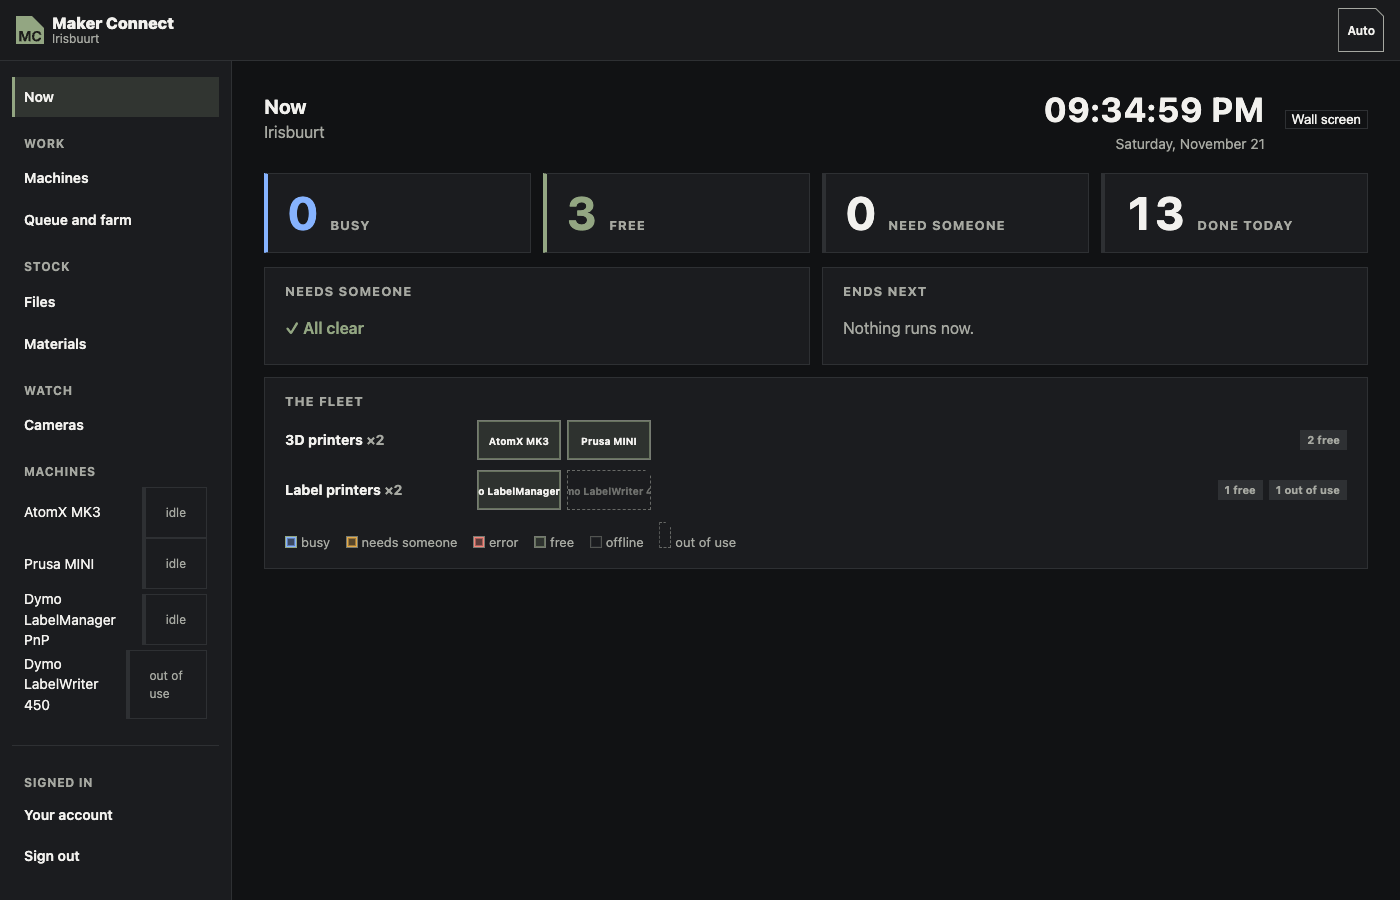 MC
Maker Connect
Irisbuurt
Auto
Now
WORK
Machines
Queue and farm
STOCK
Files
Materials
WATCH
Cameras
MACHINES
AtomX MK3
idle
Prusa MINI
idle
Dymo
LabelManager
PnP
idle
Dymo
LabelWriter
450
out of
use
SIGNED IN
Your account
Sign out
Now
Irisbuurt
09:34:59 PM
Saturday, November 21
Wall screen
0 BUSY
3 FREE
0 NEED SOMEONE
13 DONE TODAY
NEEDS SOMEONE
✓ All clear
ENDS NEXT
Nothing runs now.
THE FLEET
3D printers ×2
AtomX MK3
Prusa MINI
2 free
Label printers ×2
o LabelManager
no LabelWriter
1 free
1 out of use
busy
needs someone
error
free
offline
out of use